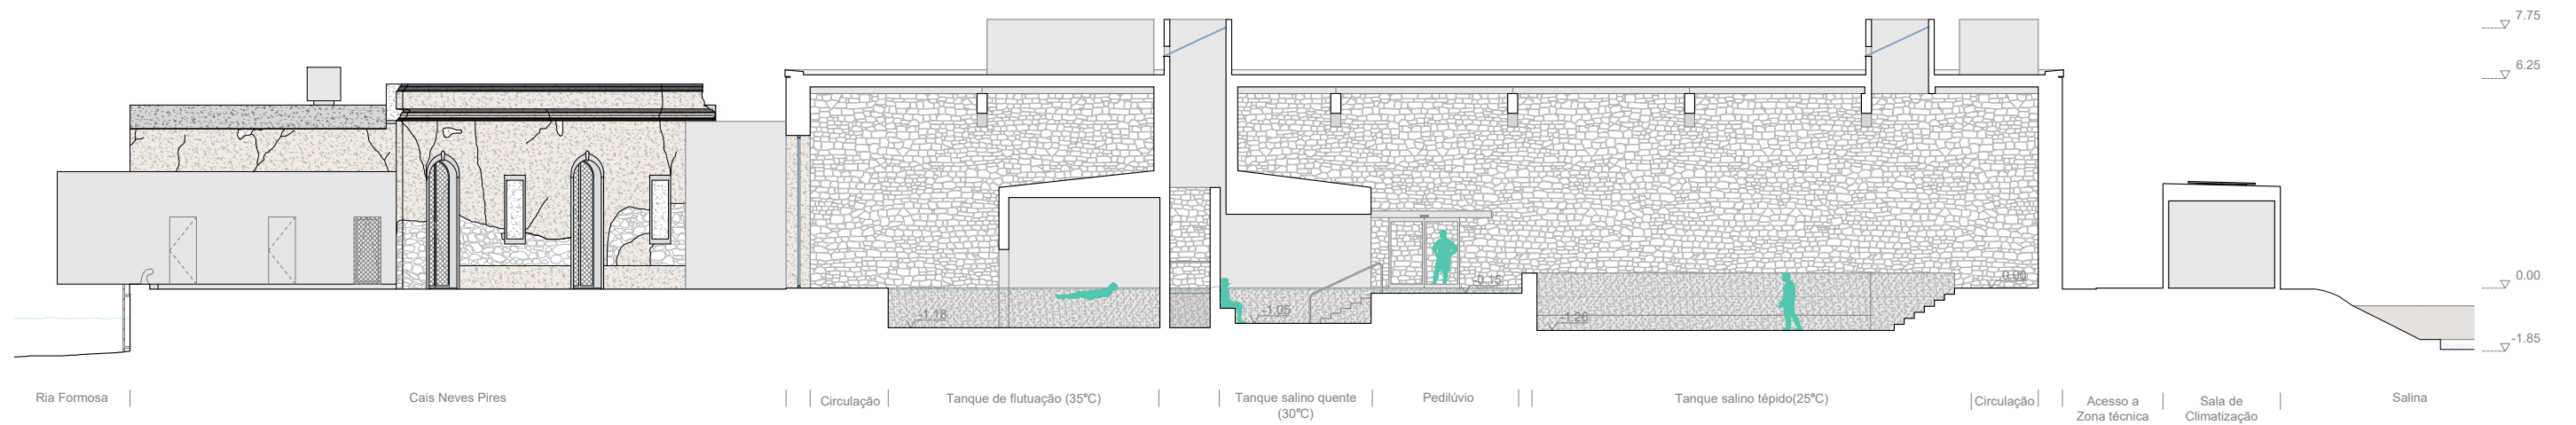 7.75
6.25
0.00
0.00
-0.15
-1.18
-1.05
-1.26
-1.85
Ria Formosa
Cais Neves Pires
Circulação
Tanque de flutuação (35°C)
Tanque salino quente
(30°C)
Pedilúvio
Tanque salino tépido(25°C)
Circulação
Acesso a
Zona técnica
Sala de
Climatização
Salina